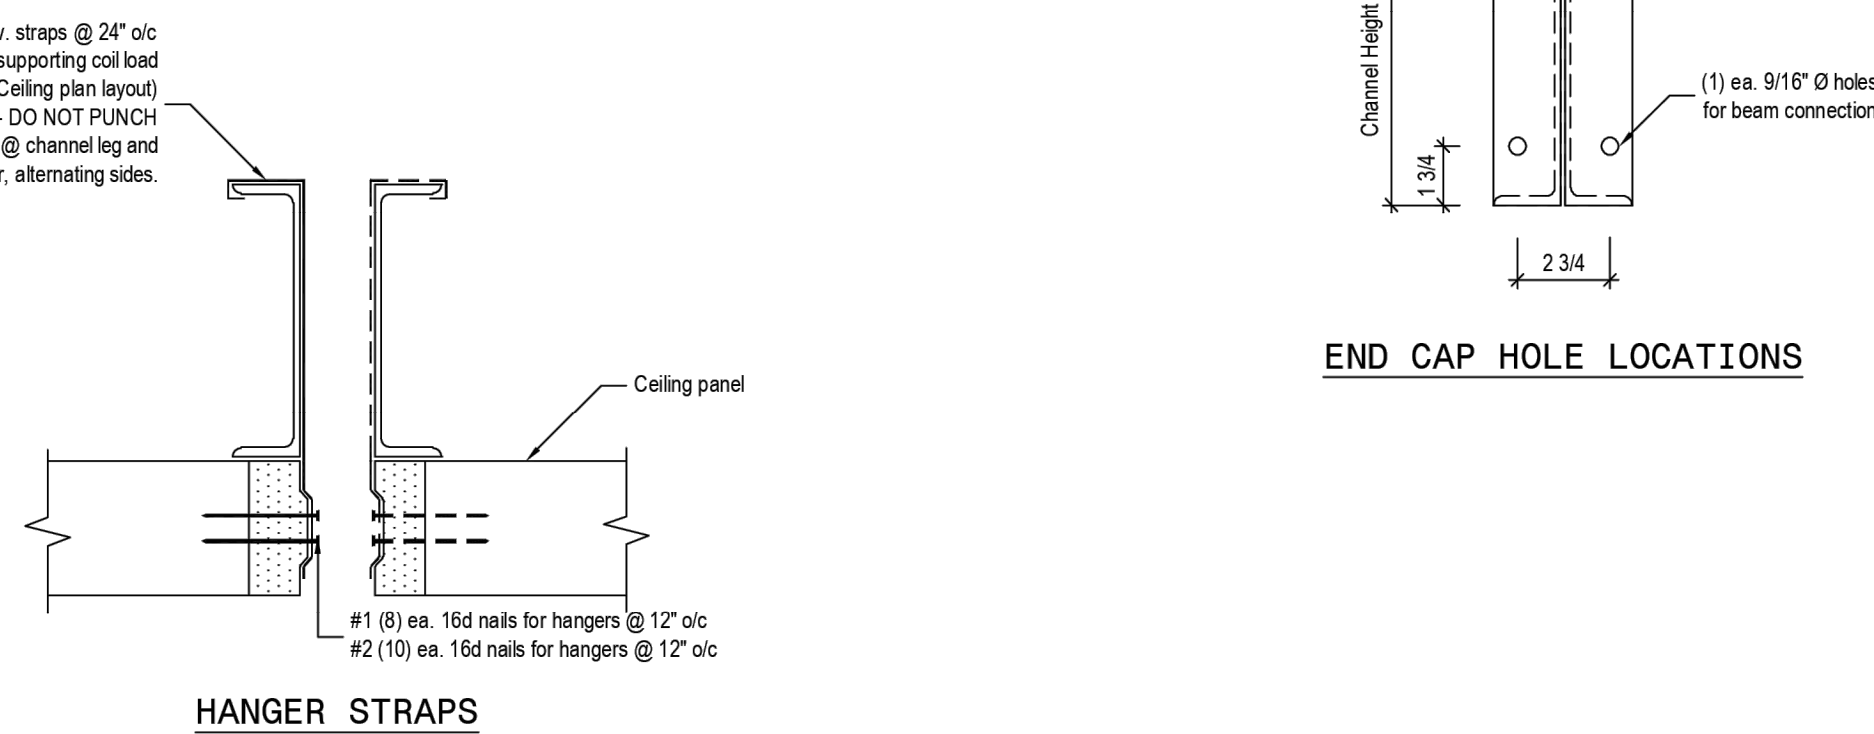 . straps @ 24" o/c
supporting coil load
Ceiling plan layout)
- DO NOT PUNCH
@ channel leg and
, alternating sides.
Ceiling panel
#1 (8) ea. 16d nails for hangers @ 12" o/c
#2 (10) ea. 16d nails for hangers @ 12" o/c
HANGER STRAPS
Channel Height
1 3/4
(1) ea. 9/16" Ø holes
for beam connection
2 3/4
END CAP HOLE LOCATIONS